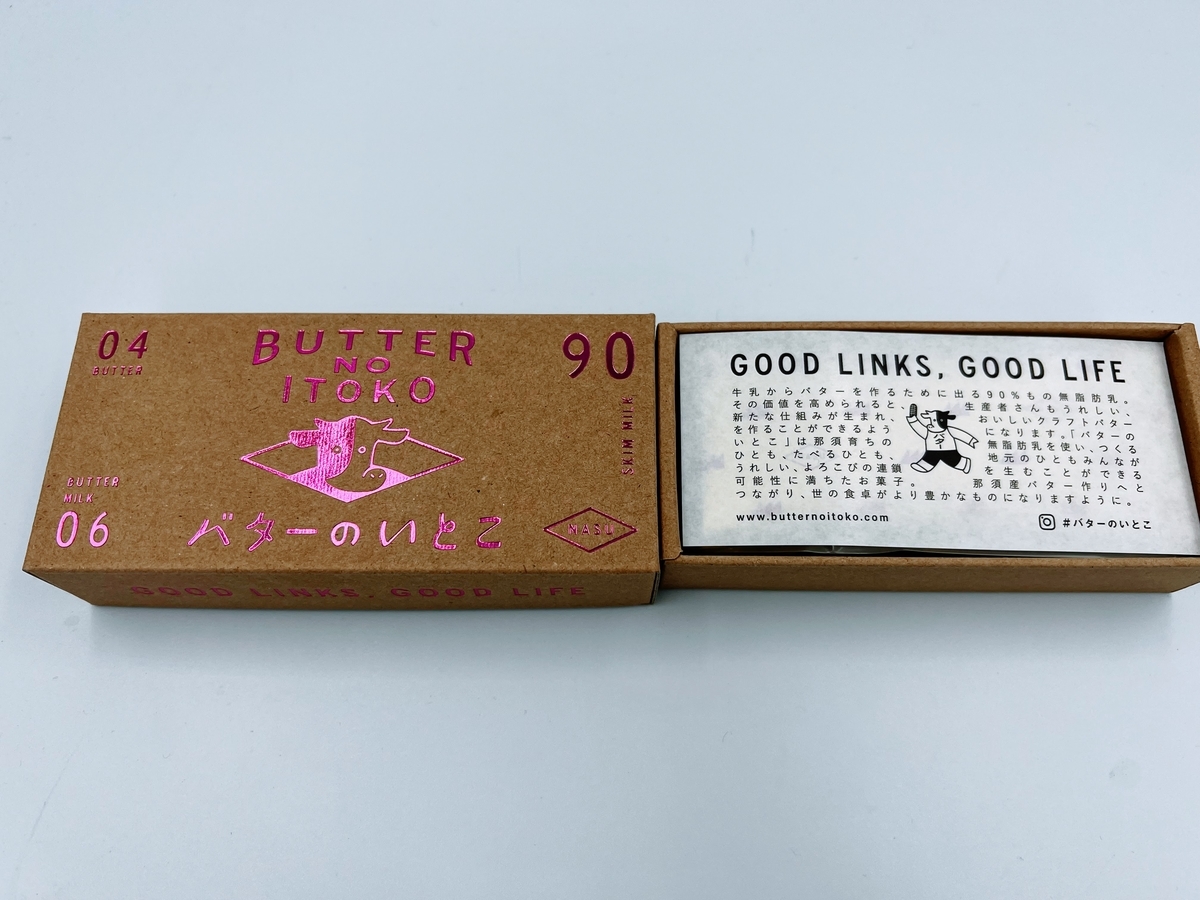 04
BUTTER
BUTTER
NO
ITOKO
90
SKIM MILK
BUTTER
MILK
06
バターのいとこ
NASU
GOOD LINKS, GOOD LIFE
GOOD LINKS, GOOD LIFE
牛乳からバターを作るために出る90%もの無脂肪乳。
その価値を高められると、生産者さんもうれしい、
新たな仕組みが生まれ、おいしいクラフトバター
を作ることができるようになります。「バターの
いとこ」は那須育ちの無脂肪乳を使い、つくる
ひとも、たべるひとも、地元のひともみんなが
うれしい、よろこびの連鎖を生むことができる
可能性に満ちたお菓子。那須産バター作りへと
つながり、世の食卓がより豊かなものになりますように。
バター
www.butternoitoko.com
#バターのいとこ